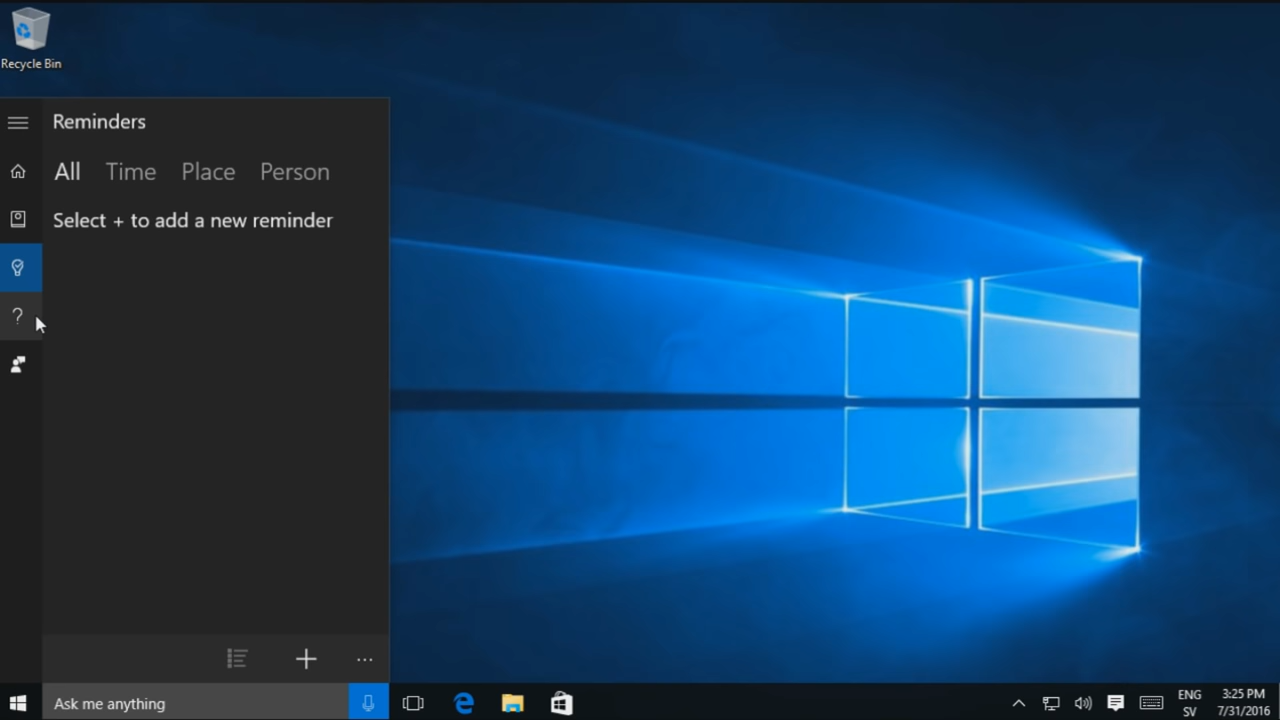 Recycle Bin
Reminders
All Time Place Person
Select + to add a new reminder
?
Ask me anything
ENG
SV
3:25 PM
7/31/2016